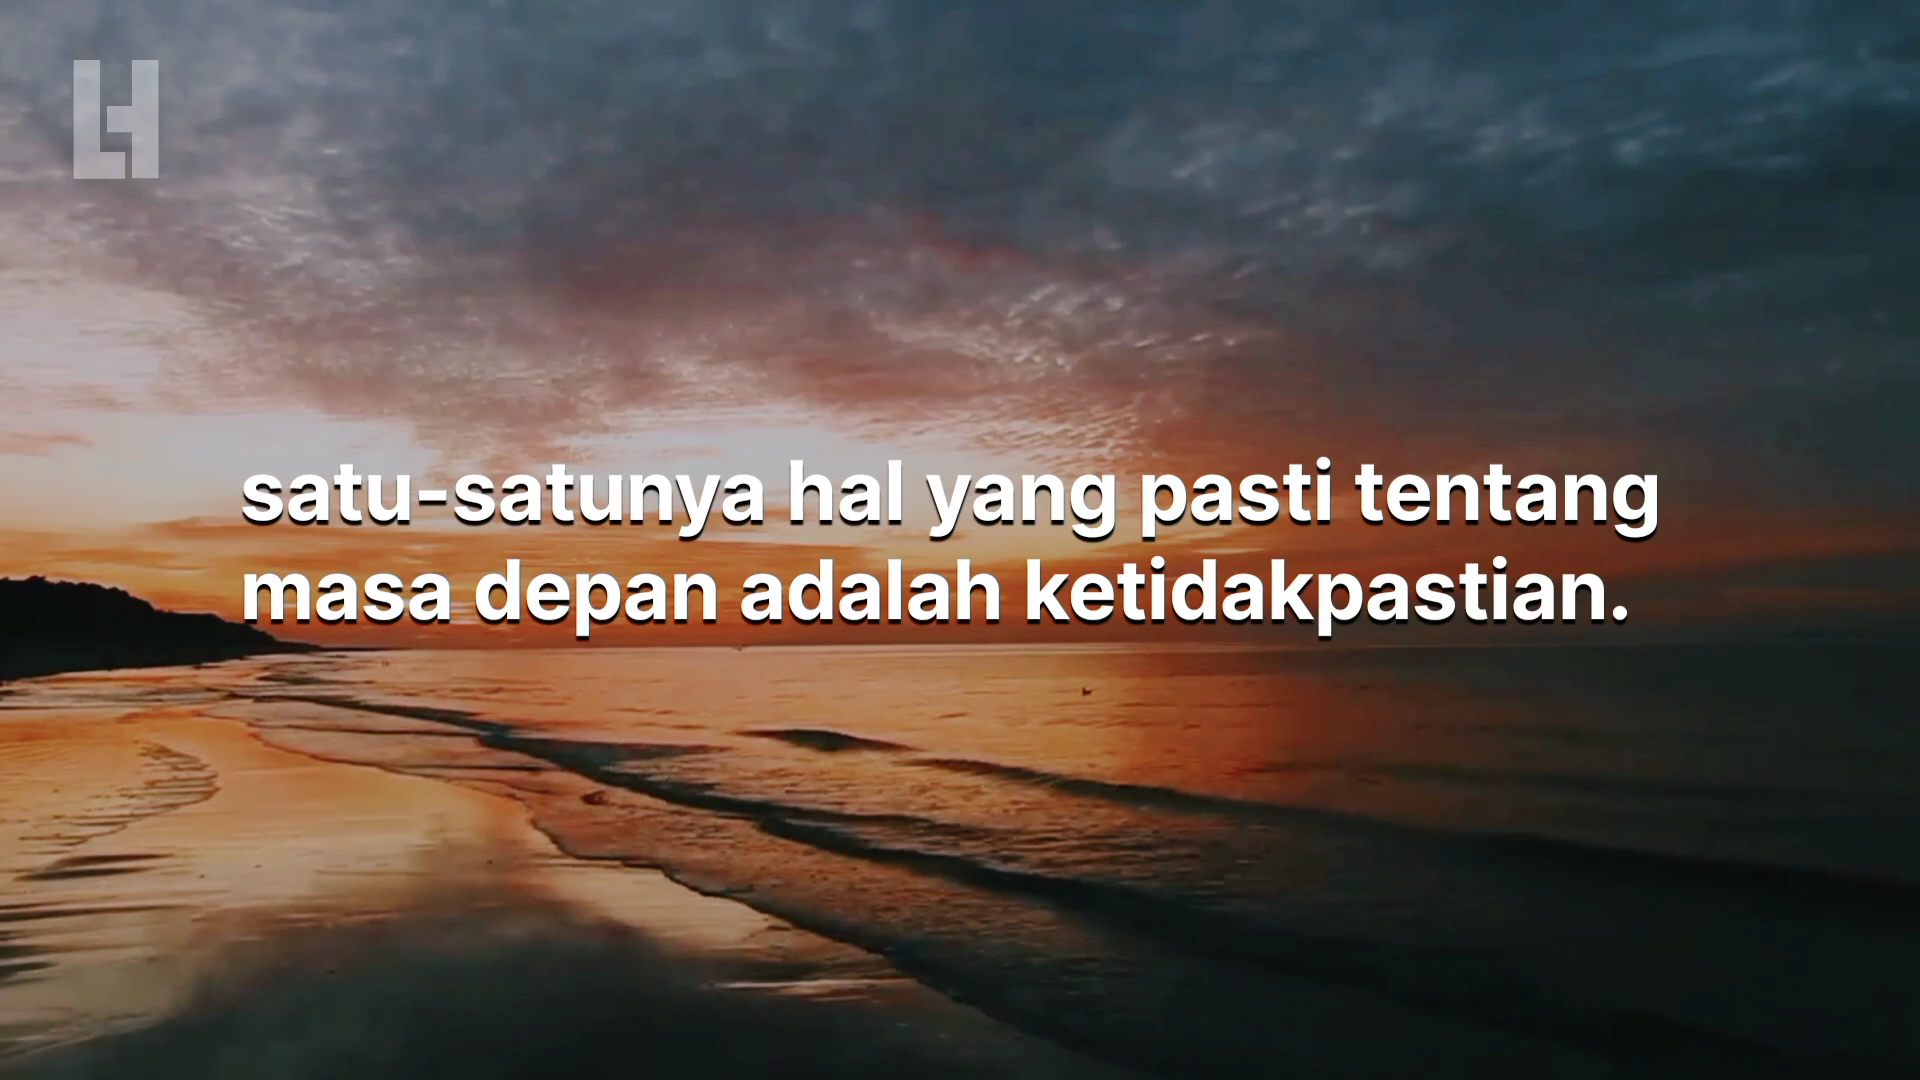 satu-satunya hal yang pasti tentang
masa depan adalah ketidakpastian.